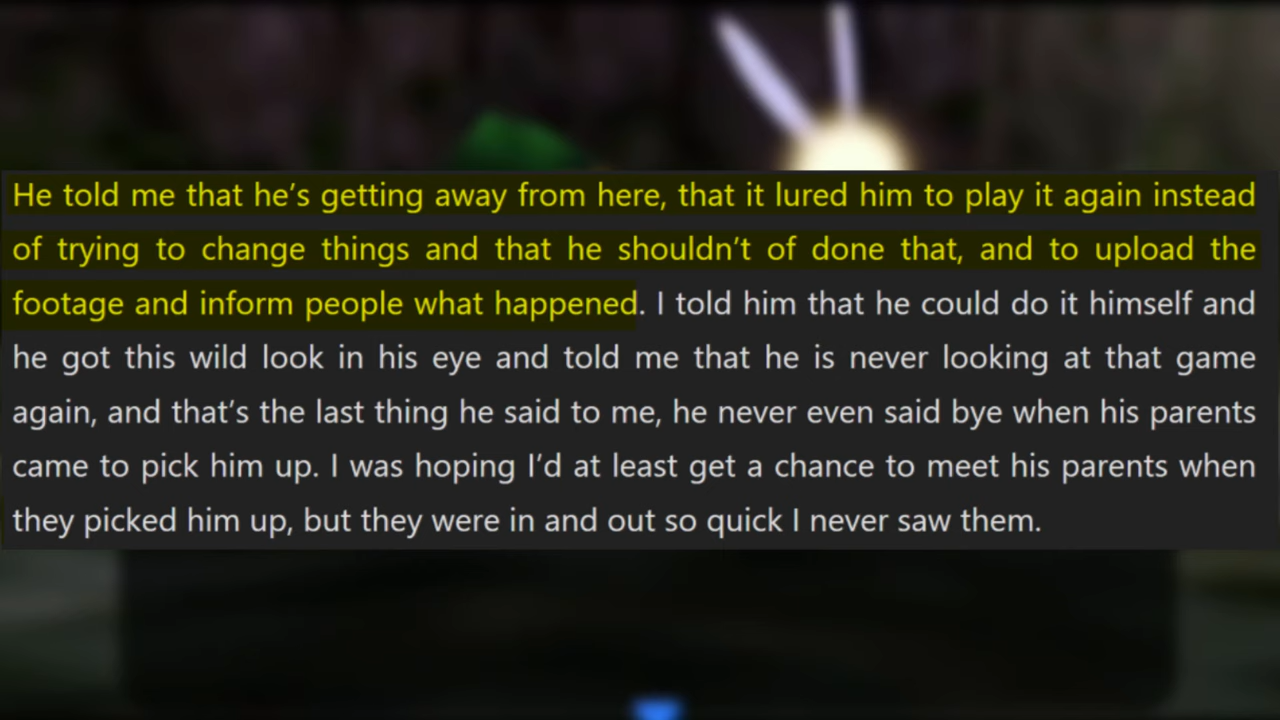 He told me that he’s getting away from here, that it lured him to play it again instead
of trying to change things and that he shouldn’t of done that, and to upload the
footage and inform people what happened. I told him that he could do it himself and
he got this wild look in his eye and told me that he is never looking at that game
again, and that’s the last thing he said to me, he never even said bye when his parents
came to pick him up. I was hoping I’d at least get a chance to meet his parents when
they picked him up, but they were in and out so quick I never saw them.